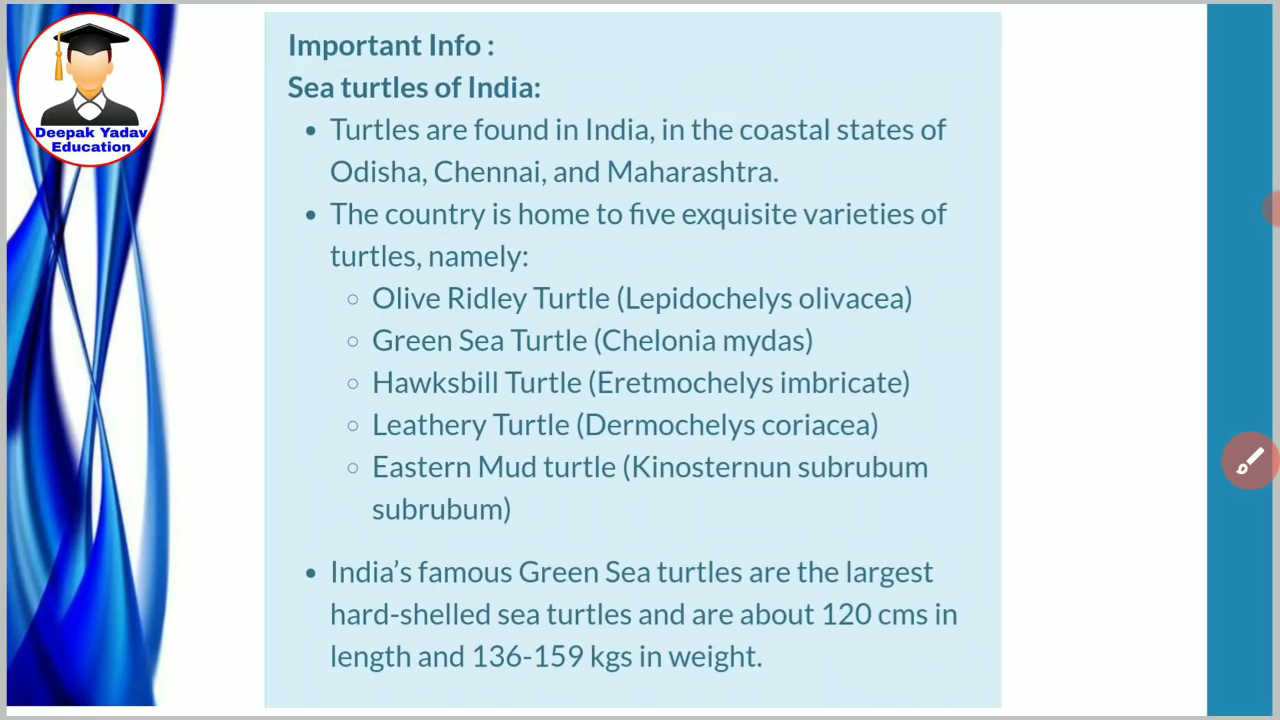 Deepak Yadav
Education
Important Info :
Sea turtles of India:
• Turtles are found in India, in the coastal states of
Odisha, Chennai, and Maharashtra.
• The country is home to five exquisite varieties of
turtles, namely:
○ Olive Ridley Turtle (Lepidochelys olivacea)
○ Green Sea Turtle (Chelonia mydas)
○ Hawksbill Turtle (Eretmochelys imbricate)
○ Leathery Turtle (Dermochelys coriacea)
○ Eastern Mud turtle (Kinosternun subrubum
subrubum)
• India’s famous Green Sea turtles are the largest
hard-shelled sea turtles and are about 120 cms in
length and 136-159 kgs in weight.